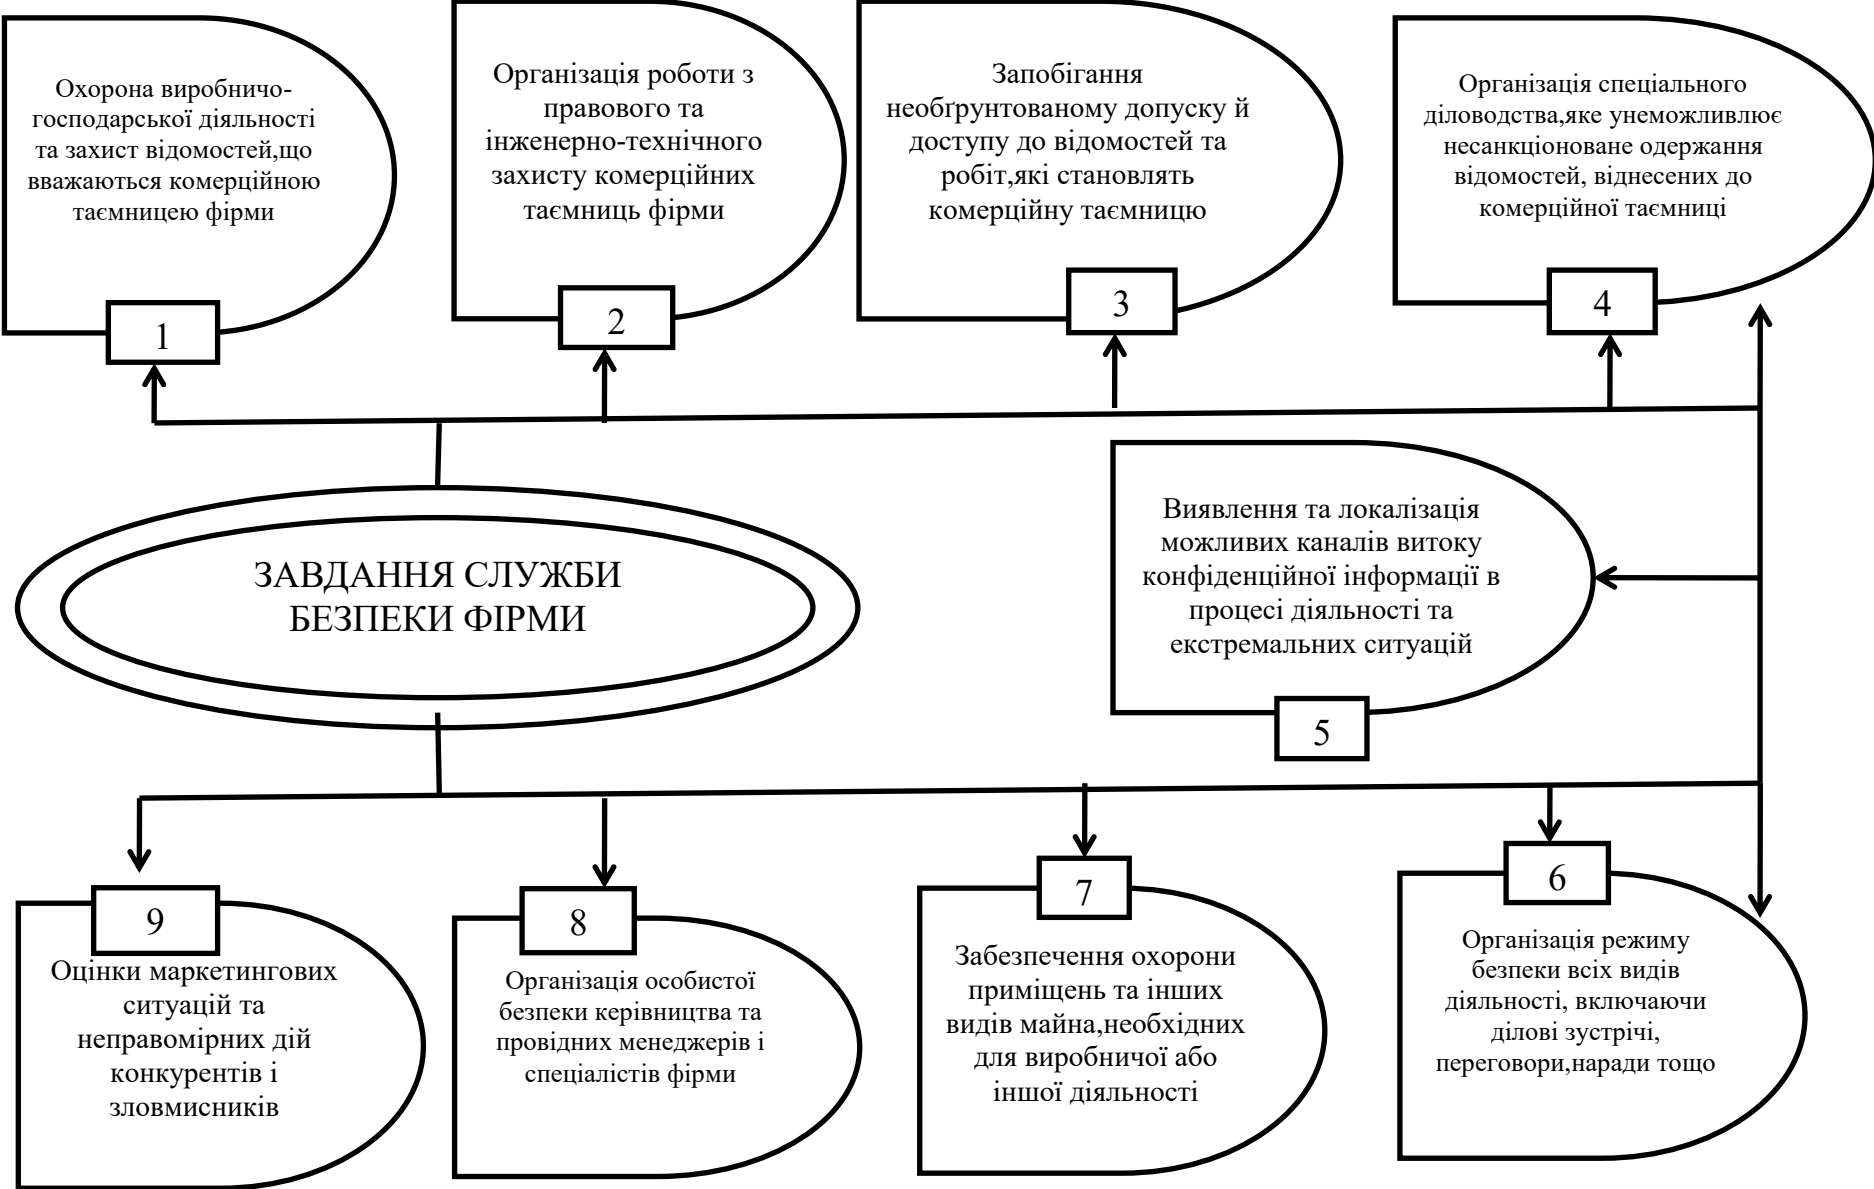 Охорона виробничо-
господарської діяльності
та захист відомостей,що
вважаються комерційною
таємницею фірми
1
Організація роботи з
правового та
інженерно-технічного
захисту комерційних
таємниць фірми
2
Запобігання
необґрунтованому допуску й
доступу до відомостей та
робіт,які становлять
комерційну таємницю
3
Організація спеціального
діловодства,яке унеможливлює
несанкціоноване одержання
відомостей, віднесених до
комерційної таємниці
4
ЗАВДАННЯ СЛУЖБИ
БЕЗПЕКИ ФІРМИ
Виявлення та локалізація
можливих каналів витоку
конфіденційної інформації в
процесі діяльності та
екстремальних ситуацій
5
9
Оцінки маркетингових
ситуацій та
неправомірних дій
конкурентів і
зловмисників
8
Організація особистої
безпеки керівництва та
провідних менеджерів і
спеціалістів фірми
7
Забезпечення охорони
приміщень та інших
видів майна,необхідних
для виробничої або
іншої діяльності
6
Організація режиму
безпеки всіх видів
діяльності, включаючи
ділові зустрічі,
переговори,наради тощо